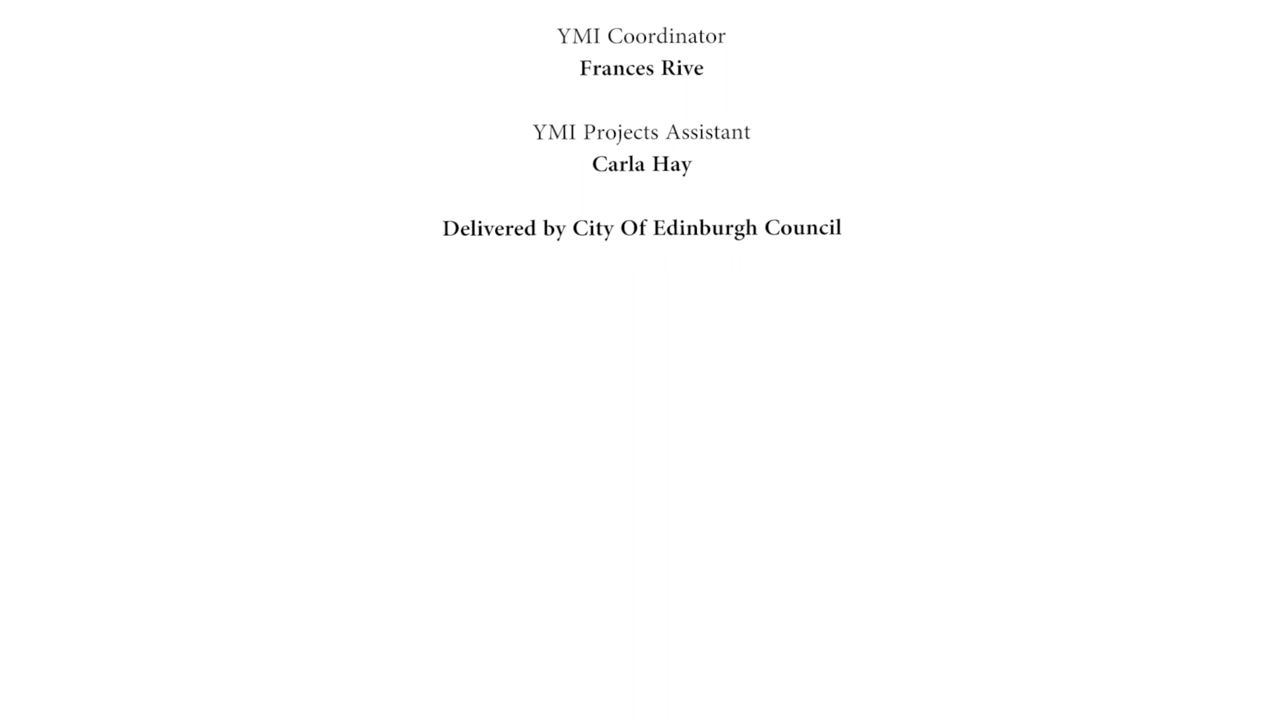 YMI Coordinator
Frances Rive
YMI Projects Assistant
Carla Hay
Delivered by City Of Edinburgh Council